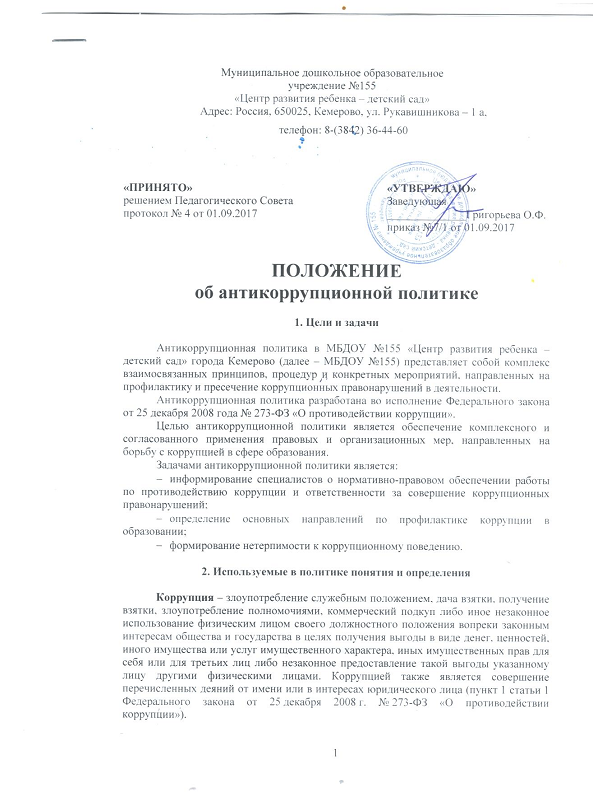 Муниципальное дошкольное образовательное
учреждение №155
«Центр развития ребенка – детский сад»
Адрес: Россия, 650025, Кемерово, ул. Рукавишникова – 1 а,
телефон: 8-(3842) 36-44-60
«ПРИНЯТО»
решением Педагогического Совета
протокол № 4 от 01.09.2017
«УТВЕРЖДАЮ»
Заведующая
Григорьева О.Ф.
приказ №7/1 от 01.09.2017
ПОЛОЖЕНИЕ
об антикоррупционной политике
1. Цели и задачи
Антикоррупционная политика в МБДОУ №155 «Центр развития ребенка –
детский сад» города Кемерово (далее – МБДОУ №155) представляет собой комплекс
взаимосвязанных принципов, процедур и конкретных мероприятий, направленных на
профилактику и пресечение коррупционных правонарушений в деятельности.
Антикоррупционная политика разработана во исполнение Федерального закона
от 25 декабря 2008 года № 273-ФЗ «О противодействии коррупции».
Целью антикоррупционной политики является обеспечение комплексного и
согласованного применения правовых и организационных мер, направленных на
борьбу с коррупцией в сфере образования.
Задачами антикоррупционной политики является:
– информирование специалистов о нормативно-правовом обеспечении работы
по противодействию коррупции и ответственности за совершение коррупционных
правонарушений;
– определение основных направлений по профилактике коррупции в
образовании;
– формирование нетерпимости к коррупционному поведению.
2. Используемые в политике понятия и определения
Коррупция – злоупотребление служебным положением, дача взятки, получение
взятки, злоупотребление полномочиями, коммерческий подкуп либо иное незаконное
использование физическим лицом своего должностного положения вопреки законным
интересам общества и государства в целях получения выгоды в виде денег, ценностей,
иного имущества или услуг имущественного характера, иных имущественных прав для
себя или для третьих лиц либо незаконное предоставление такой выгоды указанному
лицу другими физическими лицами. Коррупцией также является совершение
перечисленных деяний от имени или в интересах юридического лица (пункт 1 статьи 1
Федерального закона от 25 декабря 2008 г. № 273-ФЗ «О противодействии
коррупции»).
1